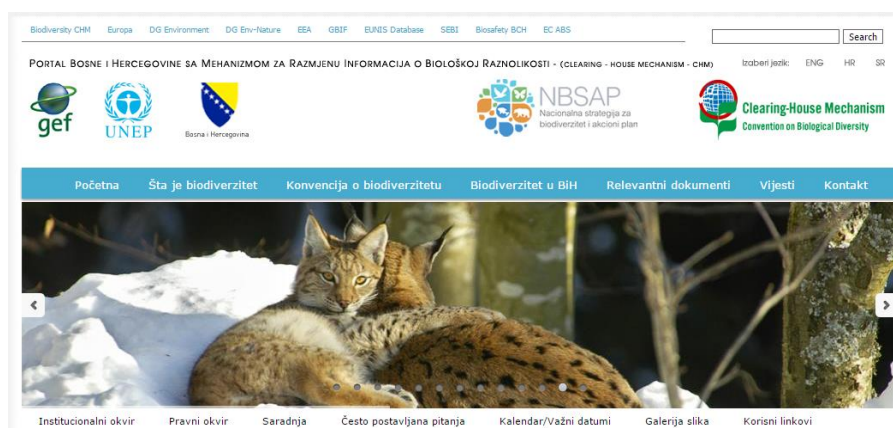 Biodiversity CHM Europa DG Environment DG Env-Nature EEA GBIF EUNIS Database SEBI Biosafety BCH EC ABS
Search
PORTAL BOSNE I HERCEGOVINE SA MEHANIZMOM ZA RAZMJENU INFORMACIJA O BIOLOŠKOJ RAZNOLIKOSTI - (CLEARING - HOUSE MECHANISM - CHM)
Izaberi jezik: ENG HR SR
gef
UNEP
Bosna i Hercegovina
NBSAP
Nacionalna strategija za
biodiverzitet i akcioni plan
Clearing-House Mechanism
Convention on Biological Diversity
Početna Šta je biodiverzitet Konvencija o biodiverzitetu Biodiverzitet u BiH Relevantni dokumenti Vijesti Kontakt
Institucionalni okvir Pravni okvir Saradnja Često postavljana pitanja Kalendar/Važni datumi Galerija slika Korisni linkovi